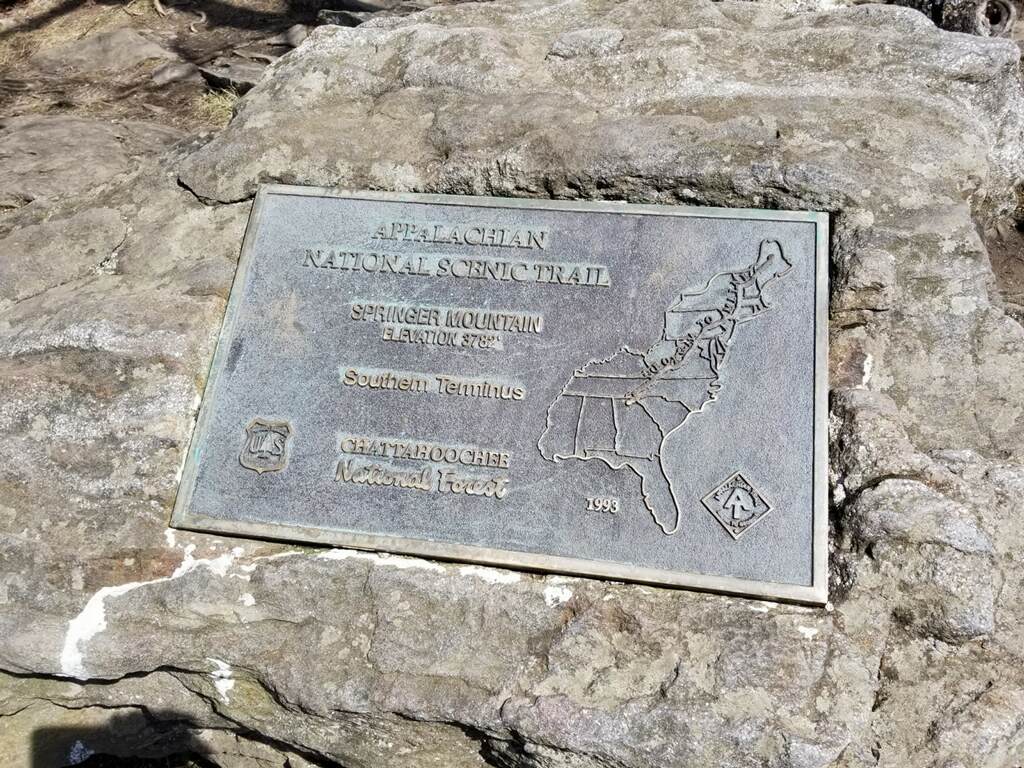 APPALACHIAN
NATIONAL SCENIC TRAIL
SPRINGER MOUNTAIN
ELEVATION 3782'
Southern Terminus
CHATTAHOOCHEE
National Forest
1993
U S